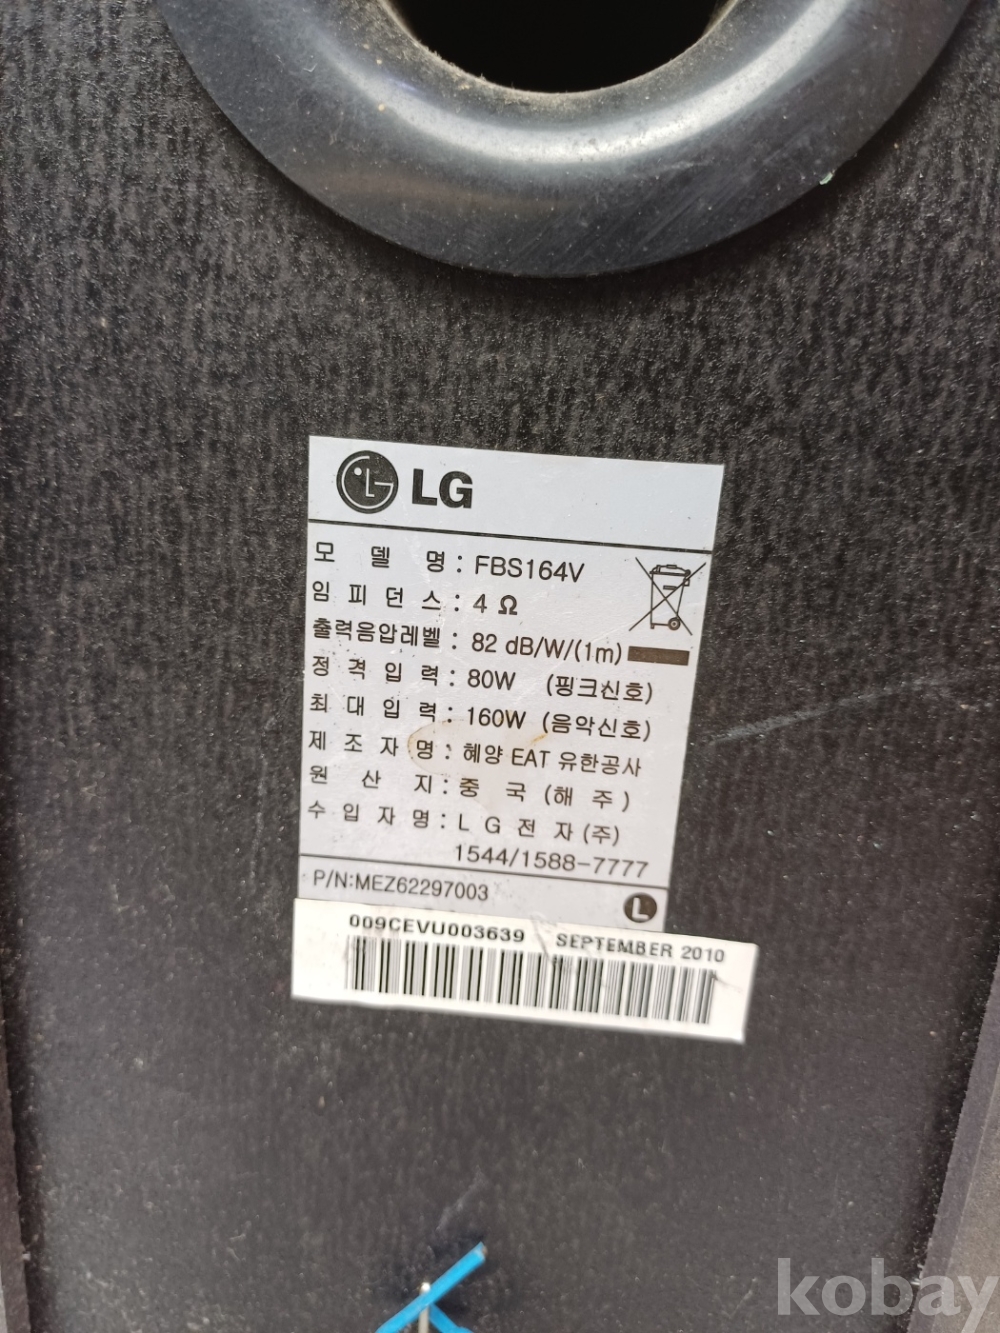 LG
모 델 명 : FBS164V
임 피 던 스 : 4 Ω
출력음압레벨 : 82 dB/W/(1m)
정 격 입 력 : 80W (핑크신호)
최 대 입 력 : 160W (음악신호)
제 조 자 명 : 혜양 EAT 유한공사
원 산 지 : 중 국 (해 주)
수 입 자 명 : L G 전 자 (주)
1544/1588-7777
P/N:MEZ62297003
L
009CEVU003639 SEPTEMBER 2010
kobay